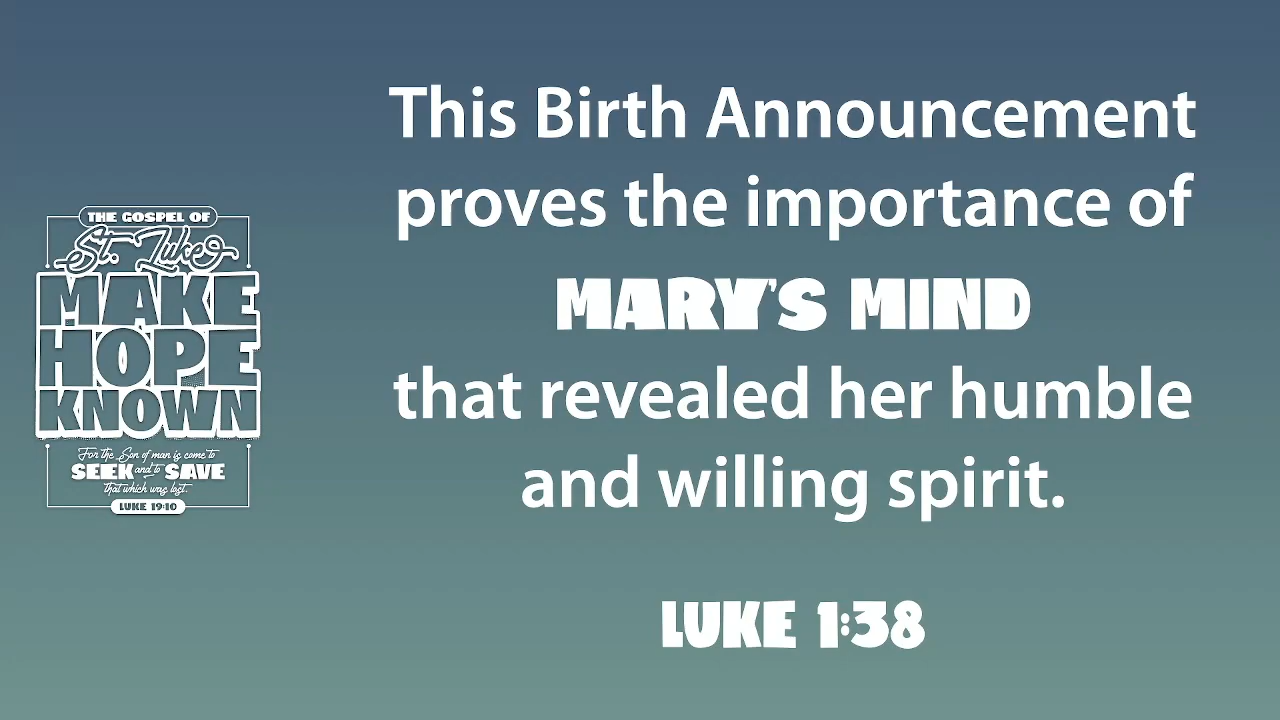 THE GOSPEL OF
St. Luke
MAKE
HOPE
KNOWN
For the Son of man is come to
SEEK and to SAVE
that which was lost.
LUKE 19:10
This Birth Announcement
proves the importance of
MARY'S MIND
that revealed her humble
and willing spirit.
LUKE 1:38